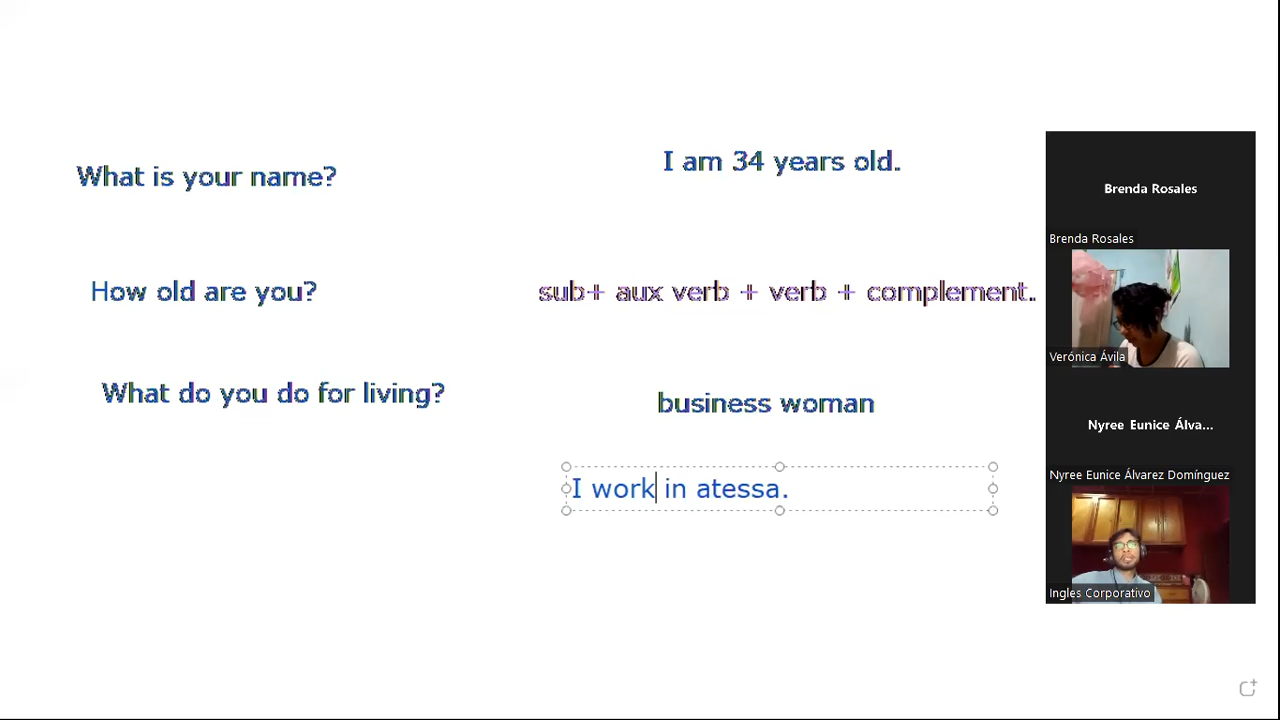 What is your name?
I am 34 years old.
How old are you?
sub+ aux verb + verb + complement.
What do you do for living?
business woman
I work in atessa.
Brenda Rosales
Brenda Rosales
Verónica Ávila
Nyree Eunice Álva...
Nyree Eunice Álvarez Domínguez
Ingles Corporativo